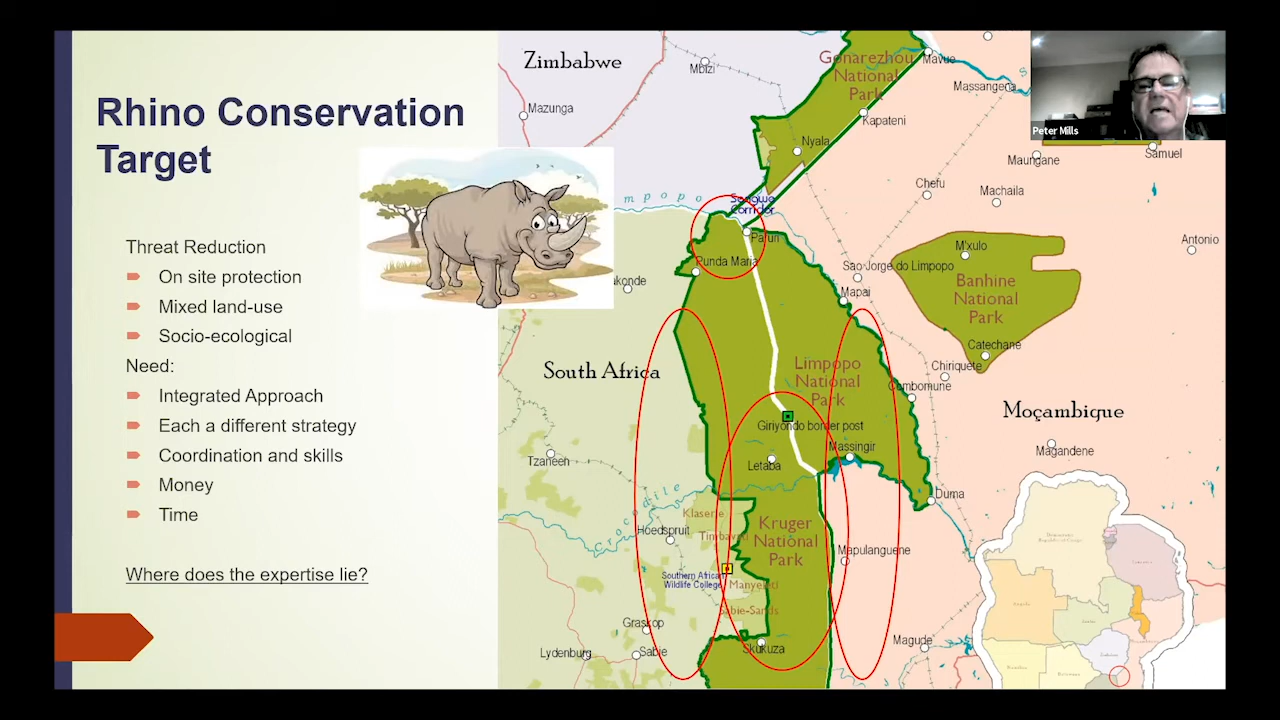 Rhino Conservation
Target
Threat Reduction
On site protection
Mixed land-use
Socio-ecological
Need:
Integrated Approach
Each a different strategy
Coordination and skills
Money
Time
Where does the expertise lie?
Zimbabwe
Mbizi
Mazunga
Gonarezhou
National
Park
Mavue
Massangena
Kapateni
Nyala
Peter Mills
Samuel
Maungane
Chefu
Machaila
mpopo
Sengwe
Corridor
Pafuri
Punda Maria
Antonio
M'xulo
Sao Jorge do Limpopo
Mapai
Banhine
National
Park
Catechane
Chiriquete
Combomune
South Africa
Limpopo
National
Park
Moçambique
Giriyondo border post
Massingir
Magandene
Tzaneen
Letaba
Duma
Crocodile
Klaserie
Hoedspruit
Kruger
National
Park
Mapulanguene
Southern African
Wildlife College
Manyeleti
Sabie-Sands
Graskop
Skukuza
Magude
Lydenburg
Sabie